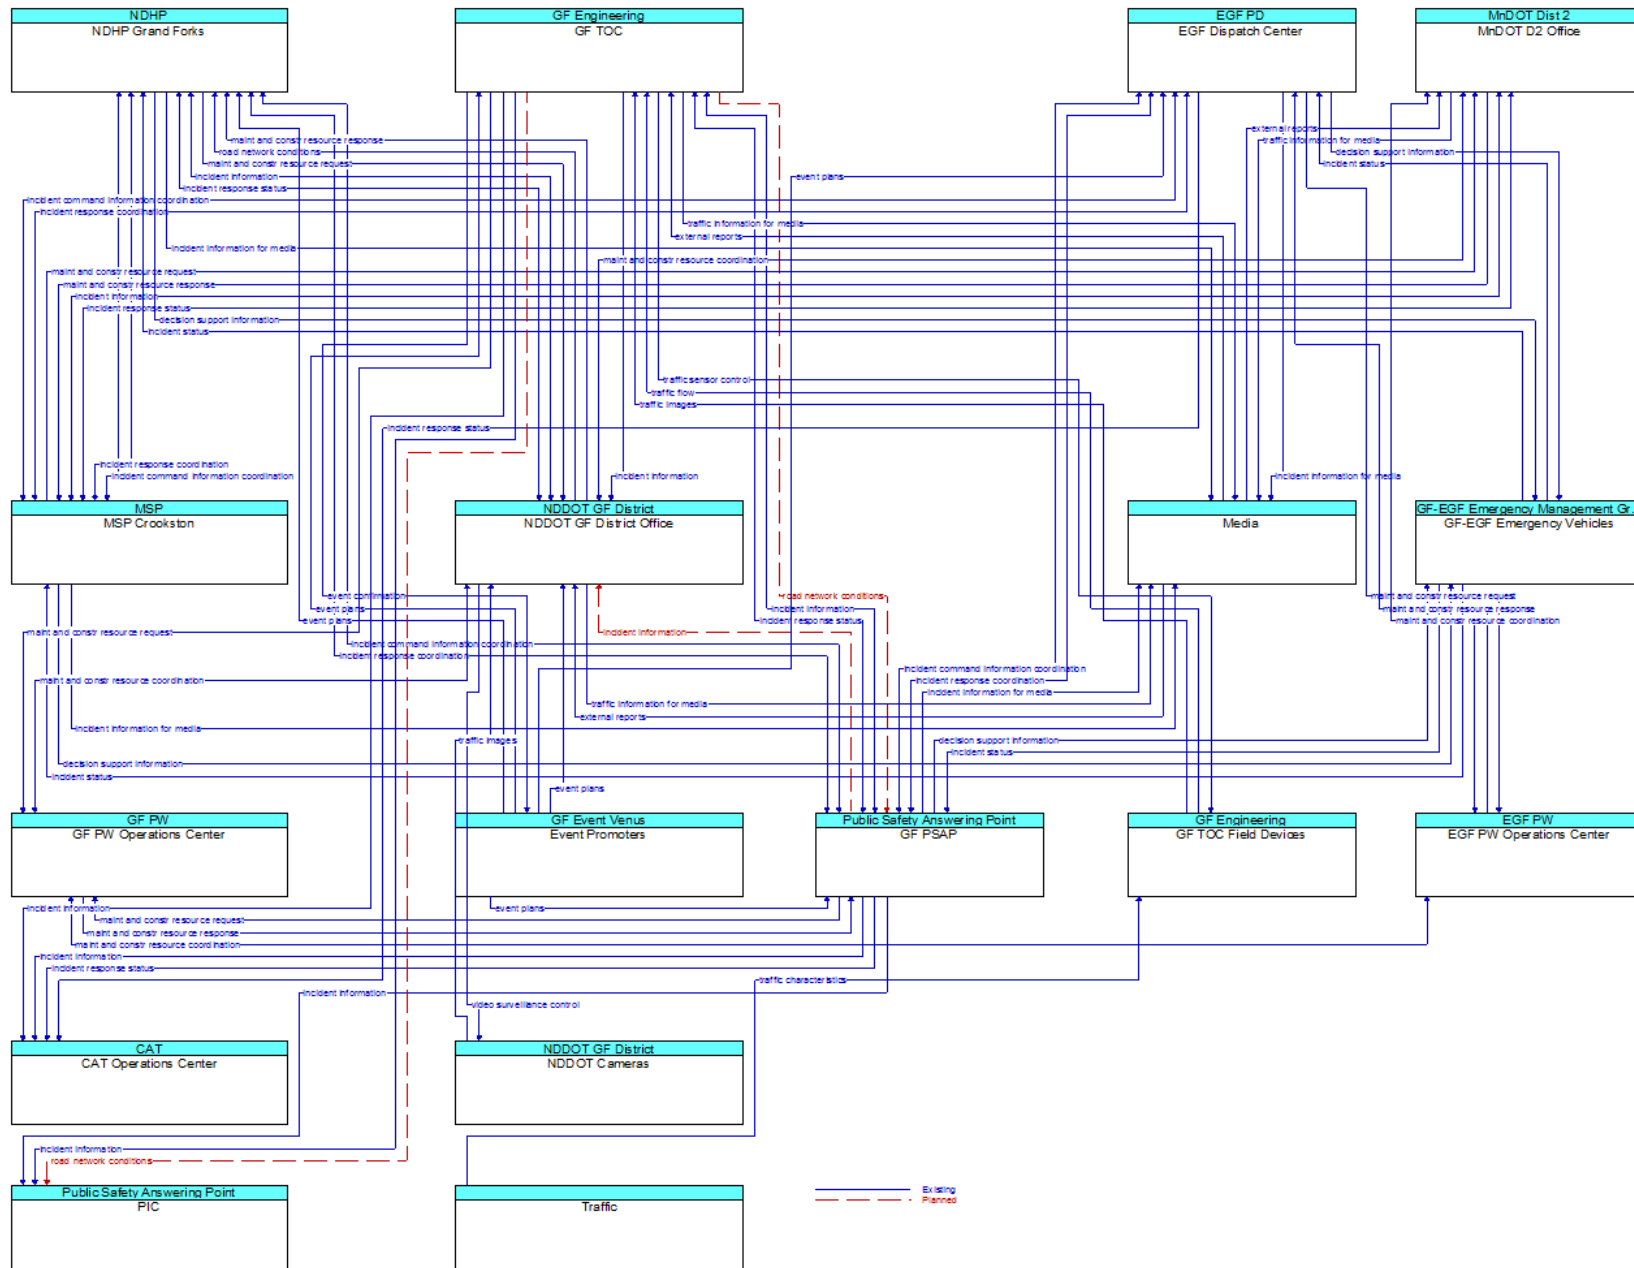 NDHP
NDHP Grand Forks
GF Engineering
GF TOC
EGF PD
EGF Dispatch Center
MnDOT Dist 2
MnDOT D2 Office
external reports
maint and constr resource response
traffic information for media
road network conditions
decision support information
maint and constr resource request
incident status
incident information
event plans
incident response status
incident command information coordination
incident response coordination
traffic information for media
external reports
incident information for media
maint and constr resource coordination
maint and constr resource request
maint and constr resource response
incident information
incident response status
decision support information
incident status
traffic sensor control
traffic flow
traffic images
incident response status
incident response coordination
incident command information coordination
incident information
incident information for media
MSP
MSP Crookston
NDDOT GF District
NDDOT GF District Office
Media
GF-EGF Emergency Management Gr...
GF-EGF Emergency Vehicles
event confirmation
road network conditions
maint and constr resource request
event plans
incident information
maint and constr resource response
event plans
incident response status
maint and constr resource coordination
maint and constr resource request
incident information
incident command information coordination
incident response coordination
incident command information coordination
maint and constr resource coordination
incident response coordination
incident information for media
traffic information for media
external reports
incident information for media
traffic images
decision support information
incident status
decision support information
incident status
event plans
GF PW
GF PW Operations Center
GF Event Venus
Event Promoters
Public Safety Answering Point
GF PSAP
GF Engineering
GF TOC Field Devices
EGF PW
EGF PW Operations Center
incident information
event plans
maint and constr resource request
maint and constr resource response
maint and constr resource coordination
incident information
incident response status
traffic characteristics
incident information
video surveillance control
CAT
CAT Operations Center
NDDOT GF District
NDDOT Cameras
incident information
road network conditions
Public Safety Answering Point
PIC
Traffic
Existing
Planned